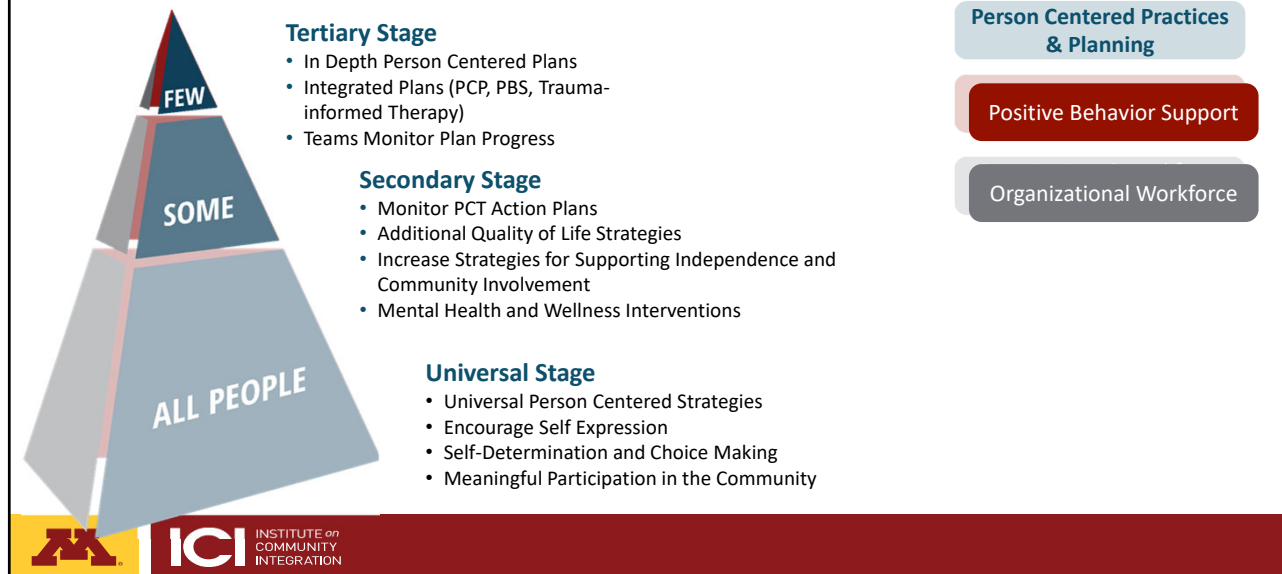 Tertiary Stage
• In Depth Person Centered Plans
• Integrated Plans (PCP, PBS, Trauma-
informed Therapy)
• Teams Monitor Plan Progress
Secondary Stage
• Monitor PCT Action Plans
• Additional Quality of Life Strategies
• Increase Strategies for Supporting Independence and
Community Involvement
• Mental Health and Wellness Interventions
Universal Stage
• Universal Person Centered Strategies
• Encourage Self Expression
• Self-Determination and Choice Making
• Meaningful Participation in the Community
FEW
SOME
ALL PEOPLE
Person Centered Practices
& Planning
Positive Behavior Support
Organizational Workforce
M
ICI
INSTITUTE on
COMMUNITY
INTEGRATION